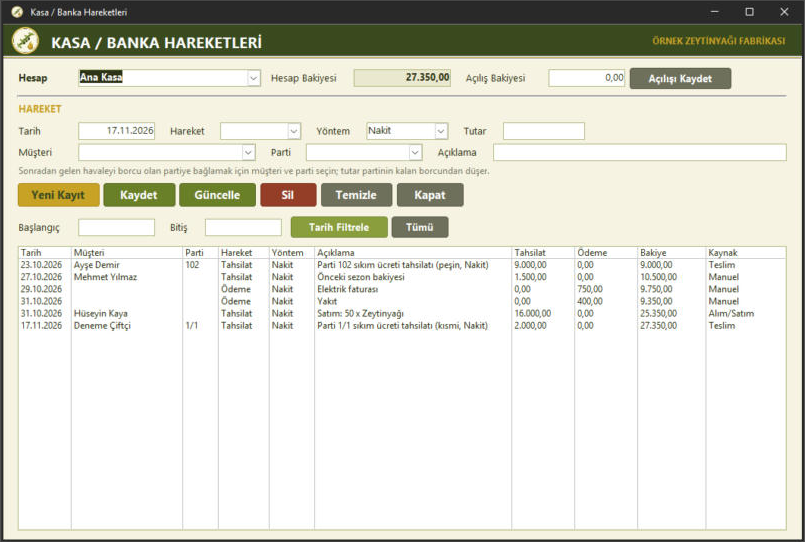 Kasa / Banka Hareketleri
KASA / BANKA HAREKETLERİ
ÖRNEK ZEYTİNYAĞI FABRİKASI
Hesap Ana Kasa Hesap Bakiyesi 27.350,00 Açılış Bakiyesi 0,00 Açılışı Kaydet
HAREKET
Tarih 17.11.2026 Hareket Yöntem Nakit Tutar
Müşteri Parti Açıklama
Sonradan gelen havaleyi borcu olan partiye bağlamak için müşteri ve parti seçin; tutar partinin kalan borcundan düşer.
Yeni Kayıt Kaydet Güncelle Sil Temizle Kapat
Başlangıç Bitiş Tarih Filtrele Tümü
Tarih Müşteri Parti Hareket Yöntem Açıklama Tahsilat Ödeme Bakiye Kaynak
23.10.2026 Ayşe Demir 102 Tahsilat Nakit Parti 102 sıkım ücreti tahsilatı (peşin, Nakit) 9.000,00 0,00 9.000,00 Teslim
27.10.2026 Mehmet Yılmaz Tahsilat Nakit Önceki sezon bakiyesi 1.500,00 0,00 10.500,00 Manuel
29.10.2026 Ödeme Nakit Elektrik faturası 0,00 750,00 9.750,00 Manuel
31.10.2026 Ödeme Nakit Yakıt 0,00 400,00 9.350,00 Manuel
31.10.2026 Hüseyin Kaya Tahsilat Nakit Satım: 50 x Zeytinyağı 16.000,00 0,00 25.350,00 Alım/Satım
17.11.2026 Deneme Çiftçi 1/1 Tahsilat Nakit Parti 1/1 sıkım ücreti tahsilatı (kısmi, Nakit) 2.000,00 0,00 27.350,00 Teslim